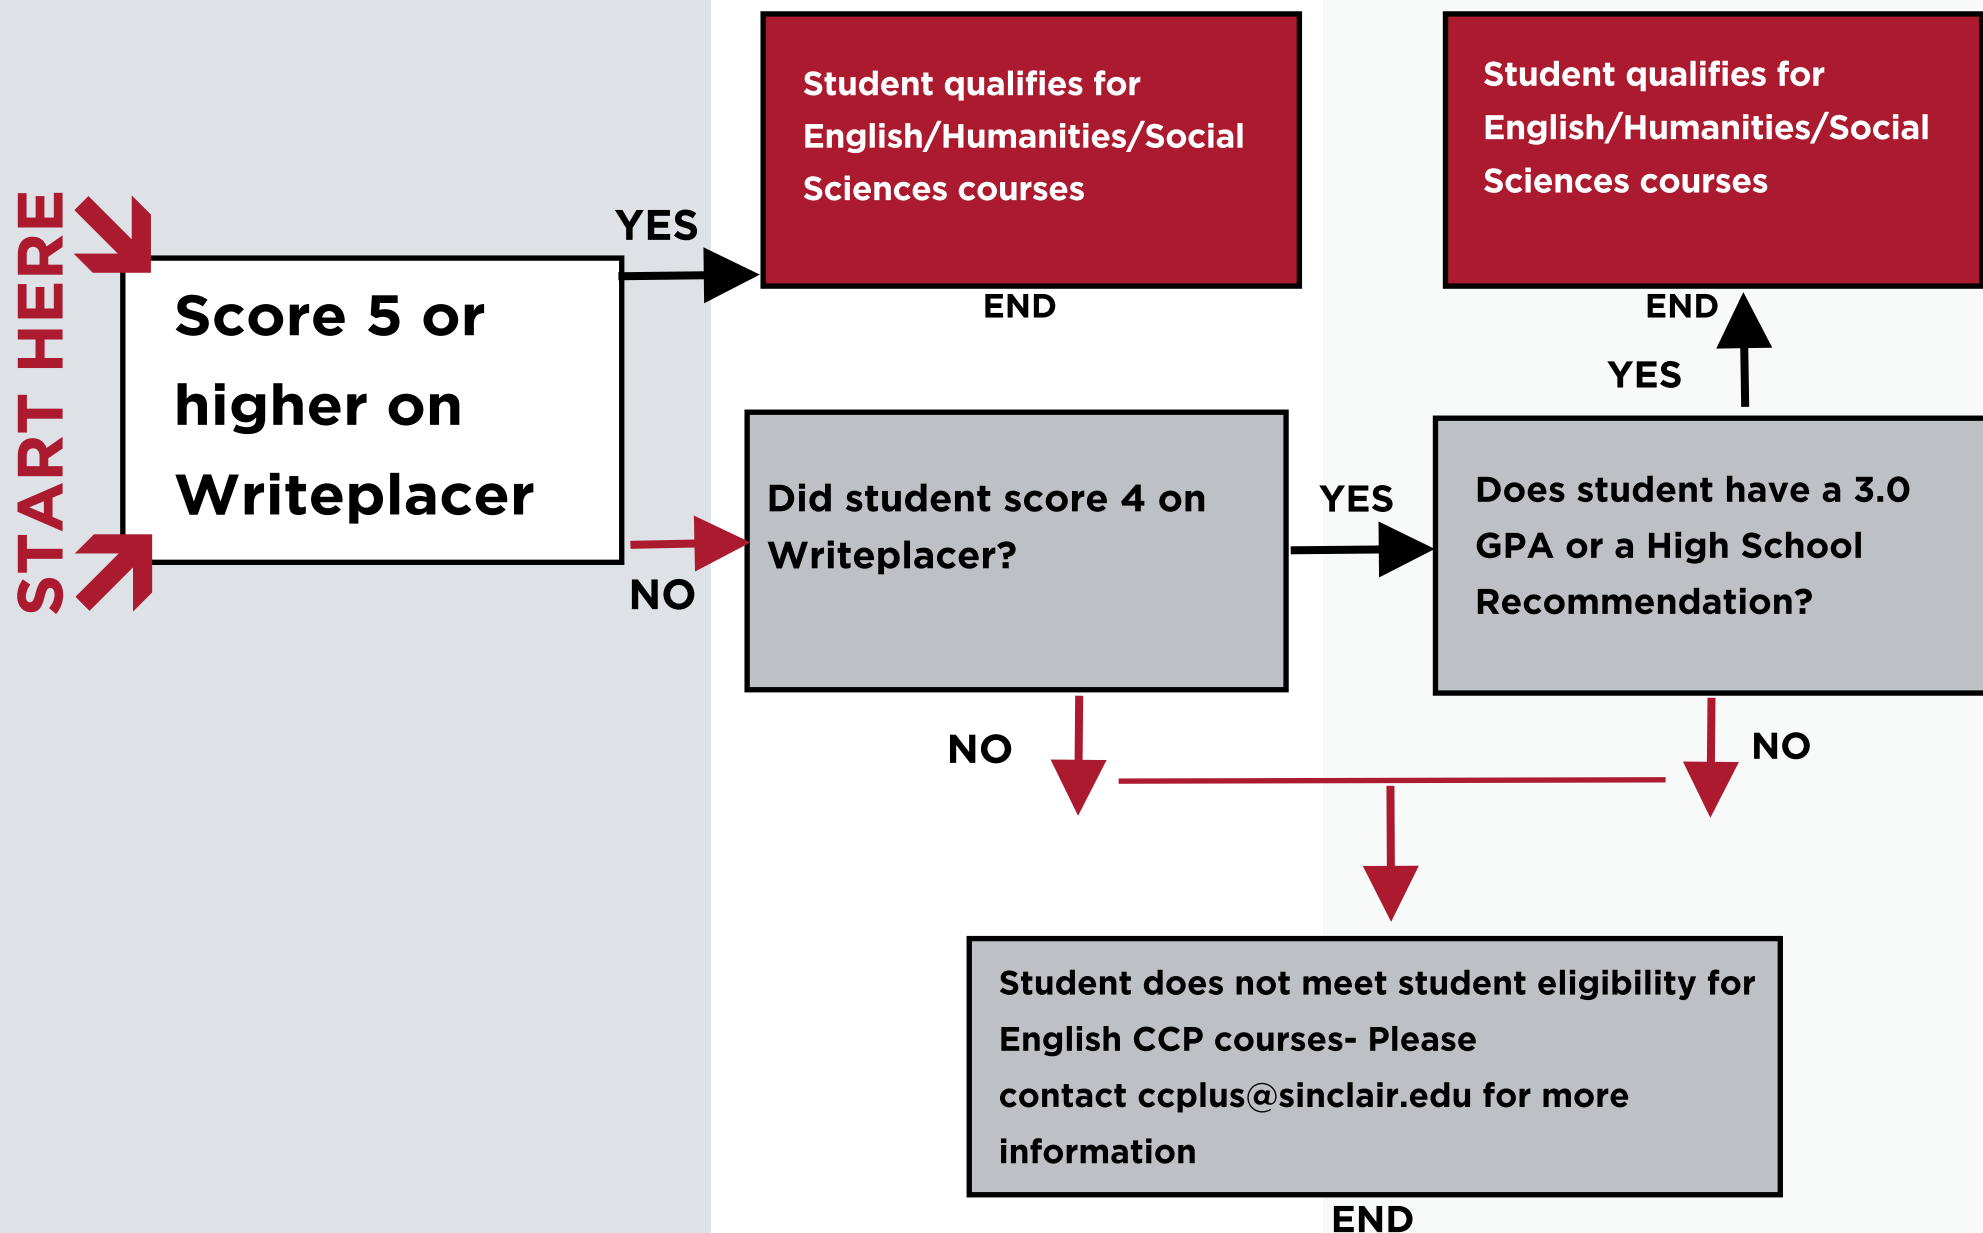 START HERE
Score 5 or
higher on
Writeplacer
YES
NO
Student qualifies for
English/Humanities/Social
Sciences courses
END
Did student score 4 on
Writeplacer?
YES
NO
Student qualifies for
English/Humanities/Social
Sciences courses
END
YES
Does student have a 3.0
GPA or a High School
Recommendation?
NO
Student does not meet student eligibility for
English CCP courses- Please
contact ccplus@sinclair.edu for more
information
END